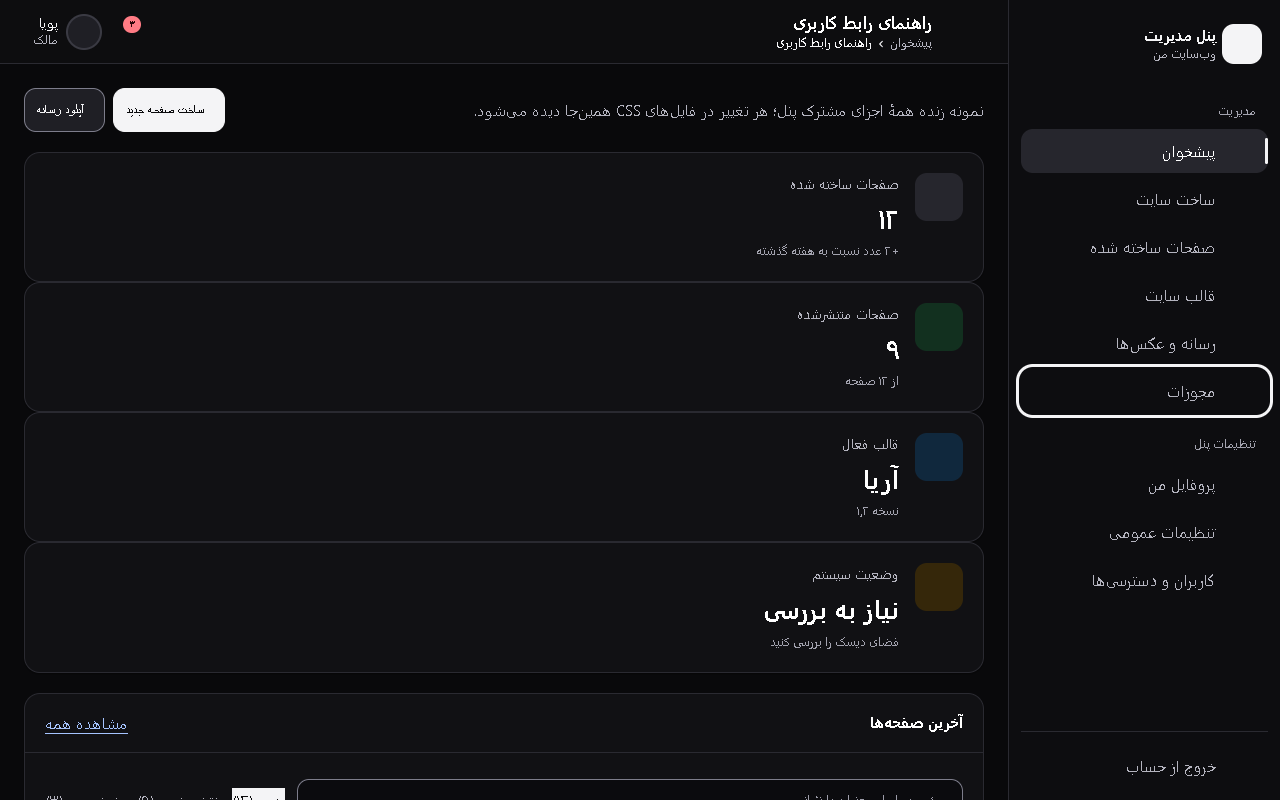 پنل مدیریت
وب‌سایت من
مدیریت
پیشخوان
ساخت سایت
صفحات ساخته شده
قالب سایت
رسانه و عکس‌ها
مجوزات
تنظیمات پنل
پروفایل من
تنظیمات عمومی
کاربران و دسترسی‌ها
خروج از حساب
راهنمای رابط کاربری
پیشخوان › راهنمای رابط کاربری
۳
پویا
مالک
نمونه زنده همهٔ اجزای مشترک پنل؛ هر تغییر در فایل‌های CSS همین‌جا دیده می‌شود.
ساخت صفحه جدید
آپلود رسانه
صفحات ساخته شده
۱۲
+۲ عدد نسبت به هفته گذشته
صفحات منتشرشده
۹
از ۱۲ صفحه
قالب فعال
آریا
نسخه ۱٫۲
وضعیت سیستم
نیاز به بررسی
فضای دیسک را بررسی کنید
آخرین صفحه‌ها
مشاهده همه